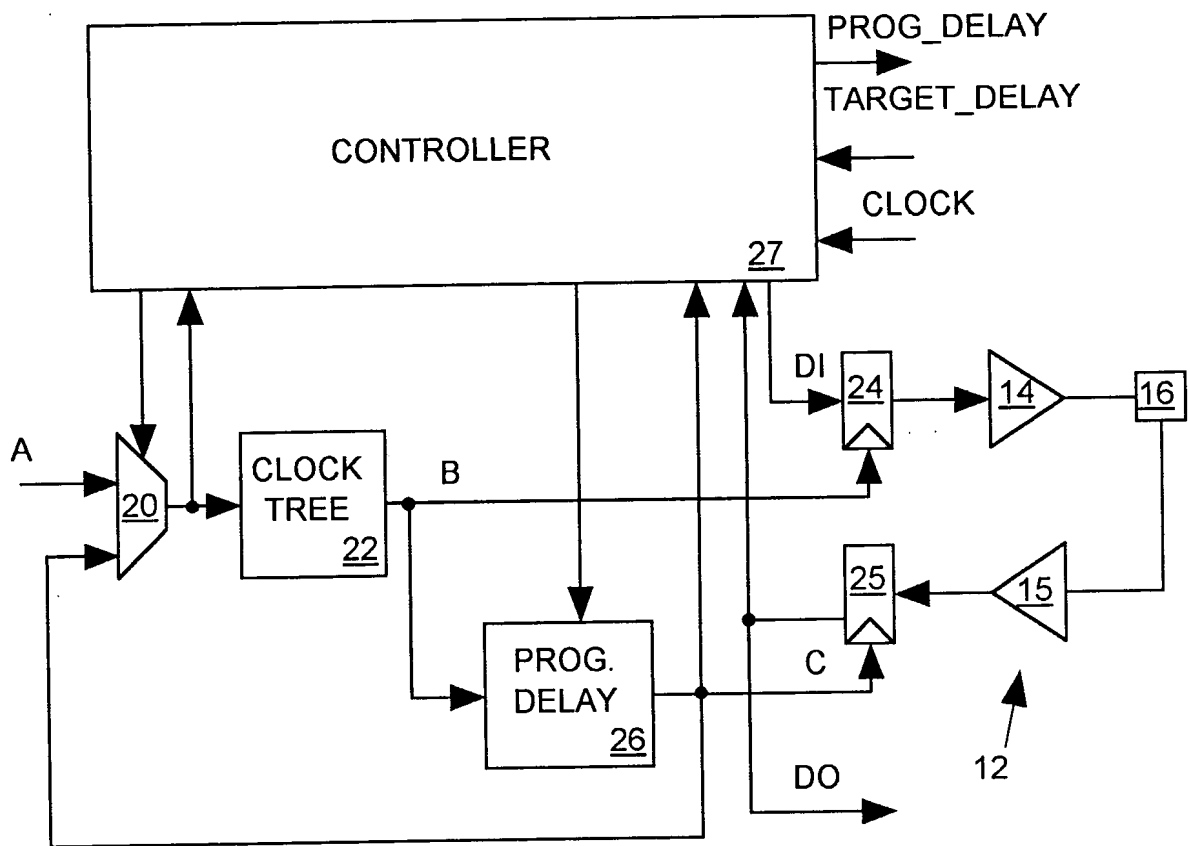 PROG_DELAY
TARGET_DELAY
CONTROLLER
CLOCK
27
DI
24
14
16
A
20
CLOCK
TREE
22
B
25
15
PROG.
DELAY
26
C
12
DO